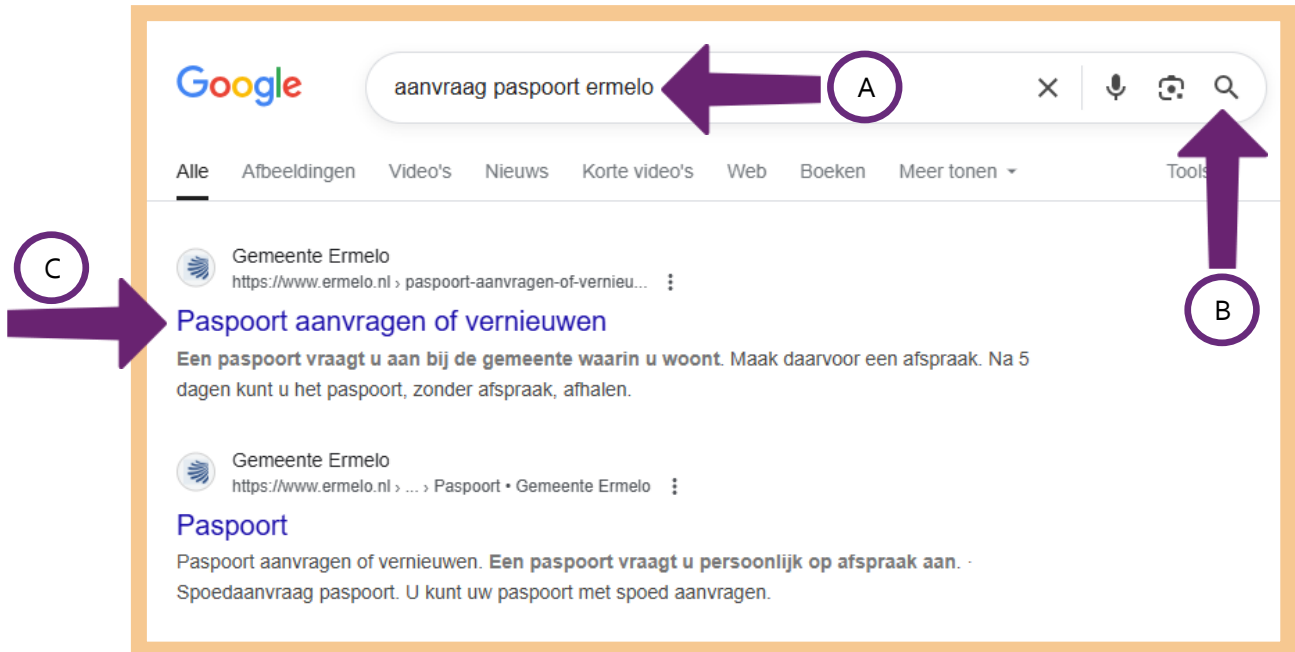 Google
aanvraag paspoort ermelo
A
Alle Afbeeldingen Video's Nieuws Korte video's Web Boeken Meer tonen Tools
B
C
Gemeente Ermelo
https://www.ermelo.nl › paspoort-aanvragen-of-vernieu...
Paspoort aanvragen of vernieuwen
Een paspoort vraagt u aan bij de gemeente waarin u woont. Maak daarvoor een afspraak. Na 5
dagen kunt u het paspoort, zonder afspraak, afhalen.
Gemeente Ermelo
https://www.ermelo.nl › ... › Paspoort • Gemeente Ermelo
Paspoort
Paspoort aanvragen of vernieuwen. Een paspoort vraagt u persoonlijk op afspraak aan. ·
Spoedaanvraag paspoort. U kunt uw paspoort met spoed aanvragen.